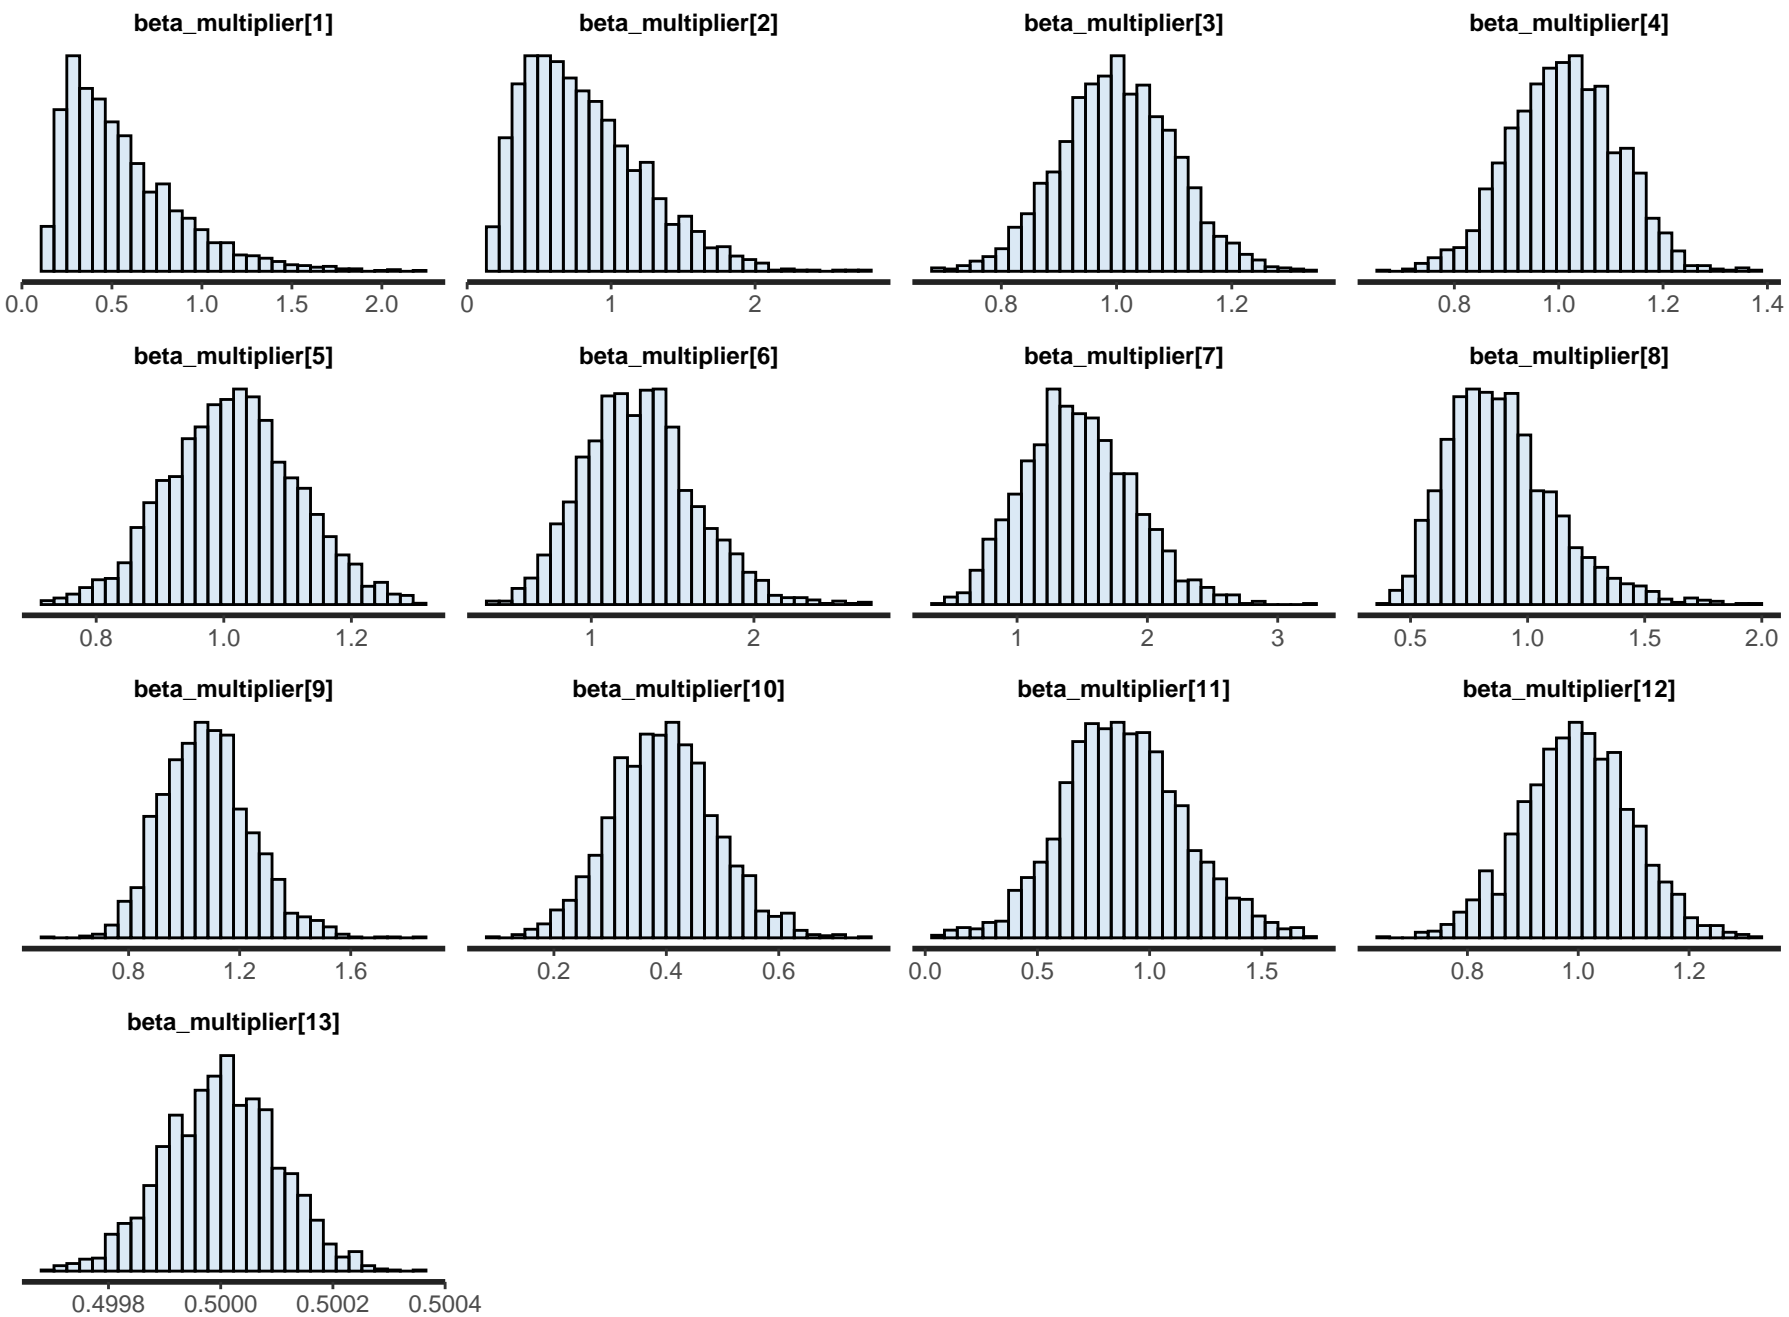 beta_multiplier[1] beta_multiplier[2] beta_multiplier[3] beta_multiplier[4]
0.0 0.5 1.0 1.5 2.0 0 1 2 0.8 1.0 1.2 0.8 1.0 1.2 1.4
beta_multiplier[5] beta_multiplier[6] beta_multiplier[7] beta_multiplier[8]
0.8 1.0 1.2 1 2 1 2 3 0.5 1.0 1.5 2.0
beta_multiplier[9] beta_multiplier[10] beta_multiplier[11] beta_multiplier[12]
0.8 1.2 1.6 0.2 0.4 0.6 0.0 0.5 1.0 1.5 0.8 1.0 1.2
beta_multiplier[13]
0.4998 0.5000 0.5002 0.5004